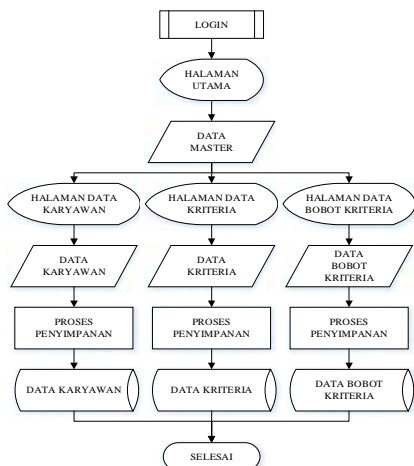 LOGIN
HALAMAN
UTAMA
DATA
MASTER
HALAMAN DATA
KARYAWAN
HALAMAN DATA
KRITERIA
HALAMAN DATA
BOBOT KRITERIA
DATA
KARYAWAN
DATA
KRITERIA
DATA
BOBOT
KRITERIA
PROSES
PENYIMPANAN
PROSES
PENYIMPANAN
PROSES
PENYIMPANAN
DATA KARYAWAN
DATA KRITERIA
DATA BOBOT
KRITERIA
SELESAI